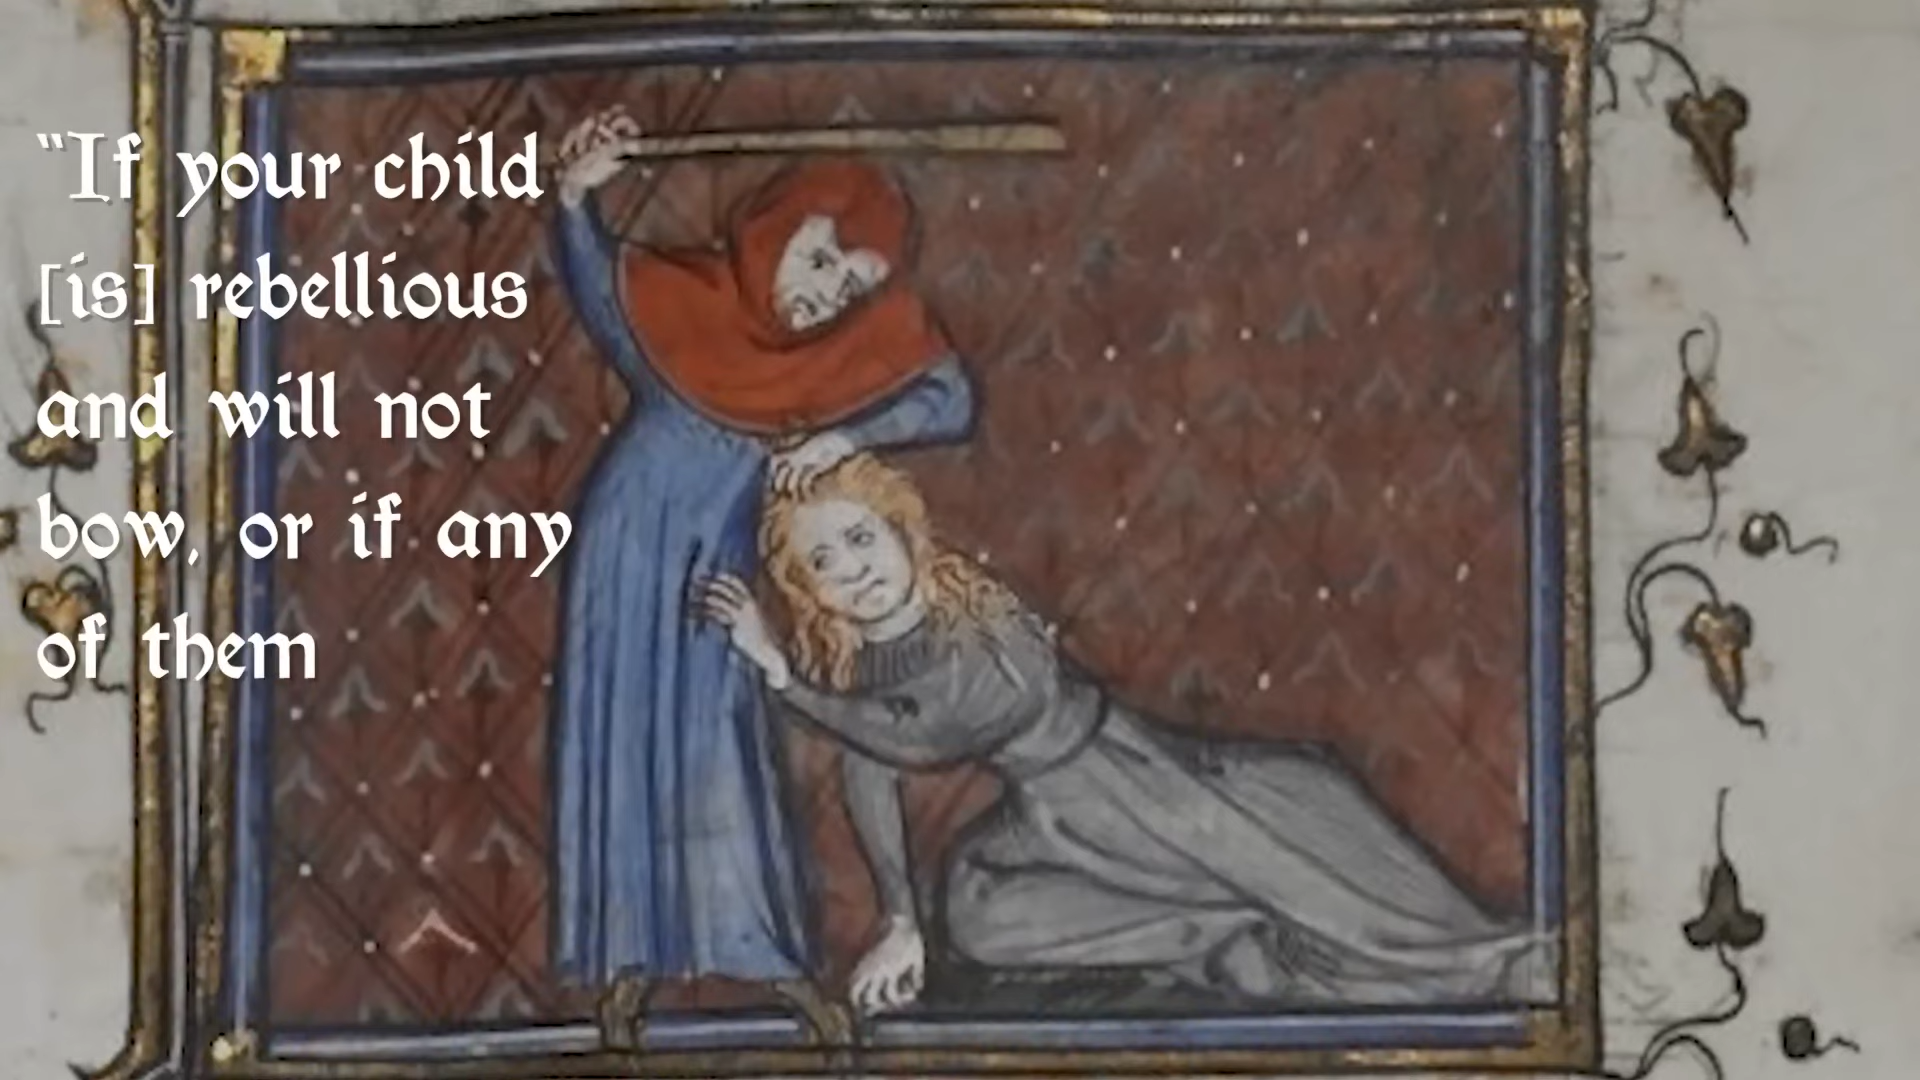 “If your child
[is] rebellious
and will not
bow, or if any
of them